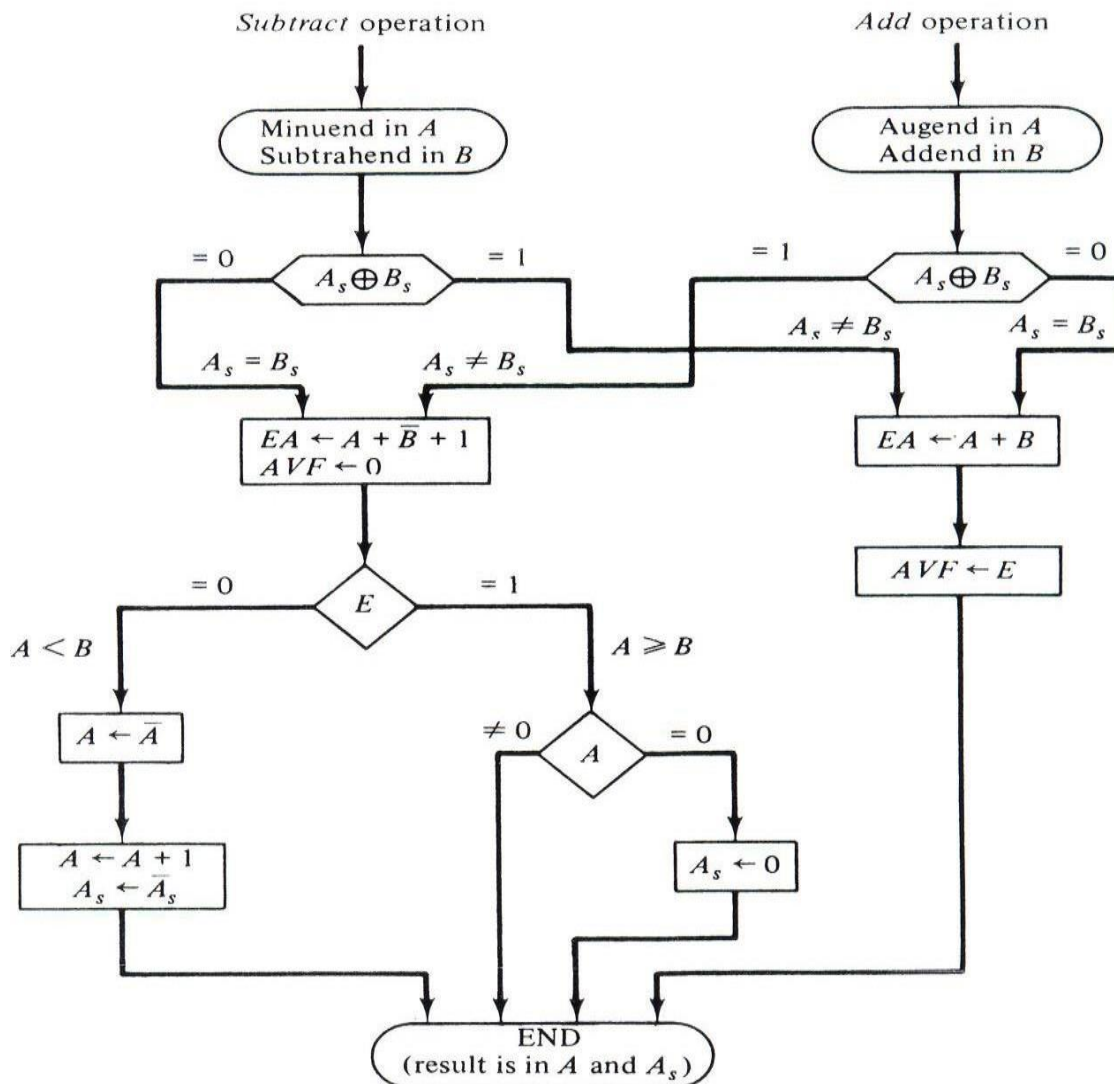 Subtract operation
Add operation
Minuend in A
Subtrahend in B
Augend in A
Addend in B
= 0
A_s ⊕ B_s
= 1
= 1
A_s ⊕ B_s
= 0
A_s = B_s
A_s ≠ B_s
A_s ≠ B_s
A_s = B_s
EA ← A + B̅ + 1
AVF ← 0
EA ← A + B
= 0
E
= 1
AVF ← E
A < B
A ⩾ B
A ← A̅
≠ 0
A
= 0
A ← A + 1
A_s ← A̅_s
A_s ← 0
END
(result is in A and A_s)